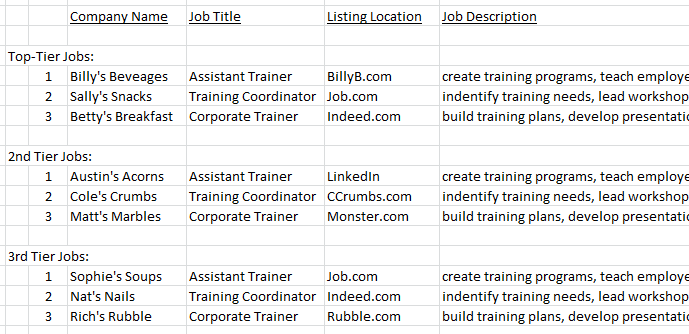 Company Name Job Title Listing Location Job Description
Top-Tier Jobs:
1 Billy's Beveages Assistant Trainer BillyB.com create training programs, teach employe
2 Sally's Snacks Training Coordinator Job.com indentify training needs, lead workshop
3 Betty's Breakfast Corporate Trainer Indeed.com build training plans, develop presentatio
2nd Tier Jobs:
1 Austin's Acorns Assistant Trainer LinkedIn create training programs, teach employe
2 Cole's Crumbs Training Coordinator CCrumbs.com indentify training needs, lead workshop
3 Matt's Marbles Corporate Trainer Monster.com build training plans, develop presentatio
3rd Tier Jobs:
1 Sophie's Soups Assistant Trainer Job.com create training programs, teach employe
2 Nat's Nails Training Coordinator Indeed.com indentify training needs, lead workshop
3 Rich's Rubble Corporate Trainer Rubble.com build training plans, develop presentatio